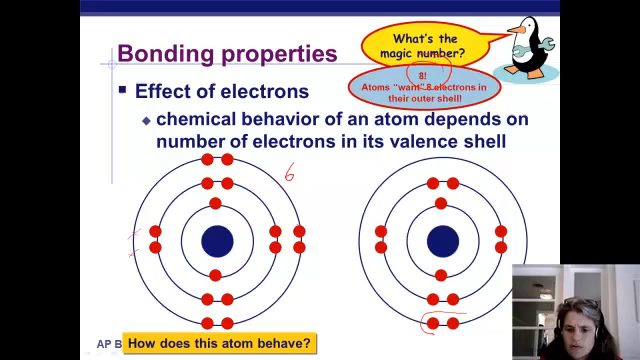 What's the
magic number?
Bonding properties
8!
Atoms "want" 8 electrons in
their outer shell!
Effect of electrons
chemical behavior of an atom depends on
number of electrons in its valence shell
6
AP B
How does this atom behave?